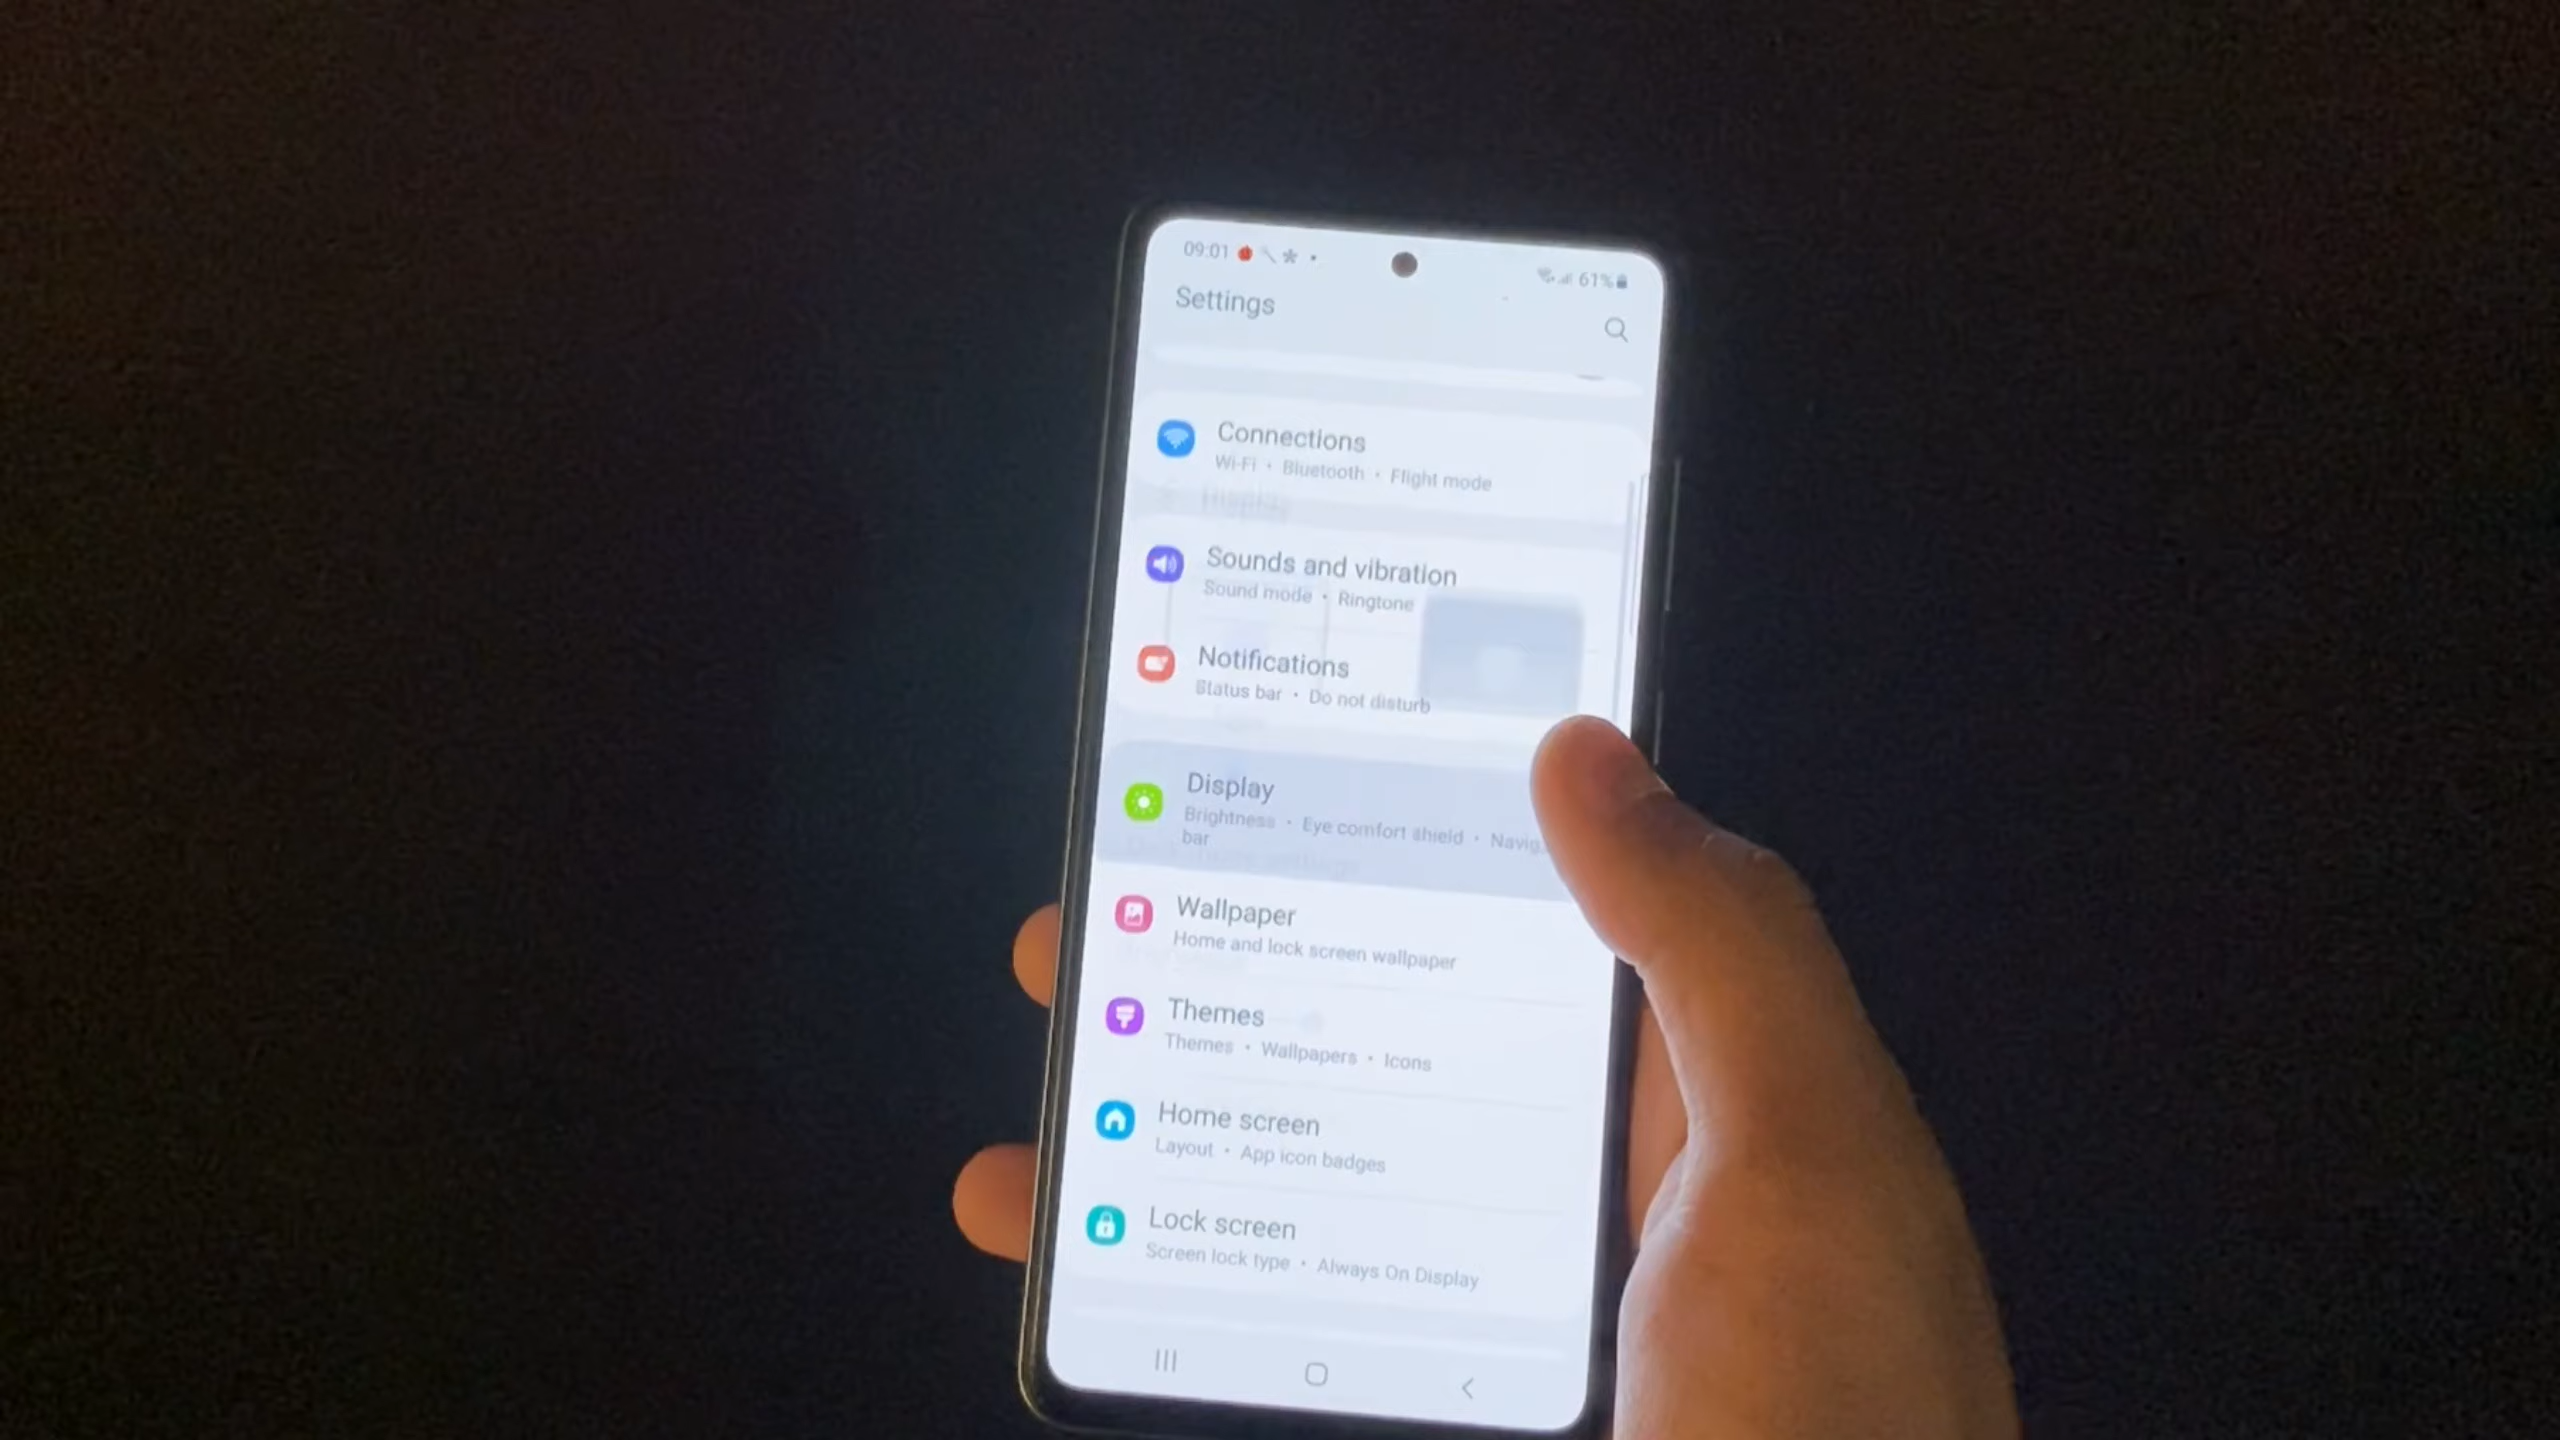 09:01
61%
Settings
Connections
Wi-Fi • Bluetooth • Flight mode
Sounds and vibration
Sound mode • Ringtone
Notifications
Status bar • Do not disturb
Display
Brightness • Eye comfort shield • Navig
bar
Wallpaper
Home and lock screen wallpaper
Themes
Themes • Wallpapers • Icons
Home screen
Layout • App icon badges
Lock screen
Screen lock type • Always On Display